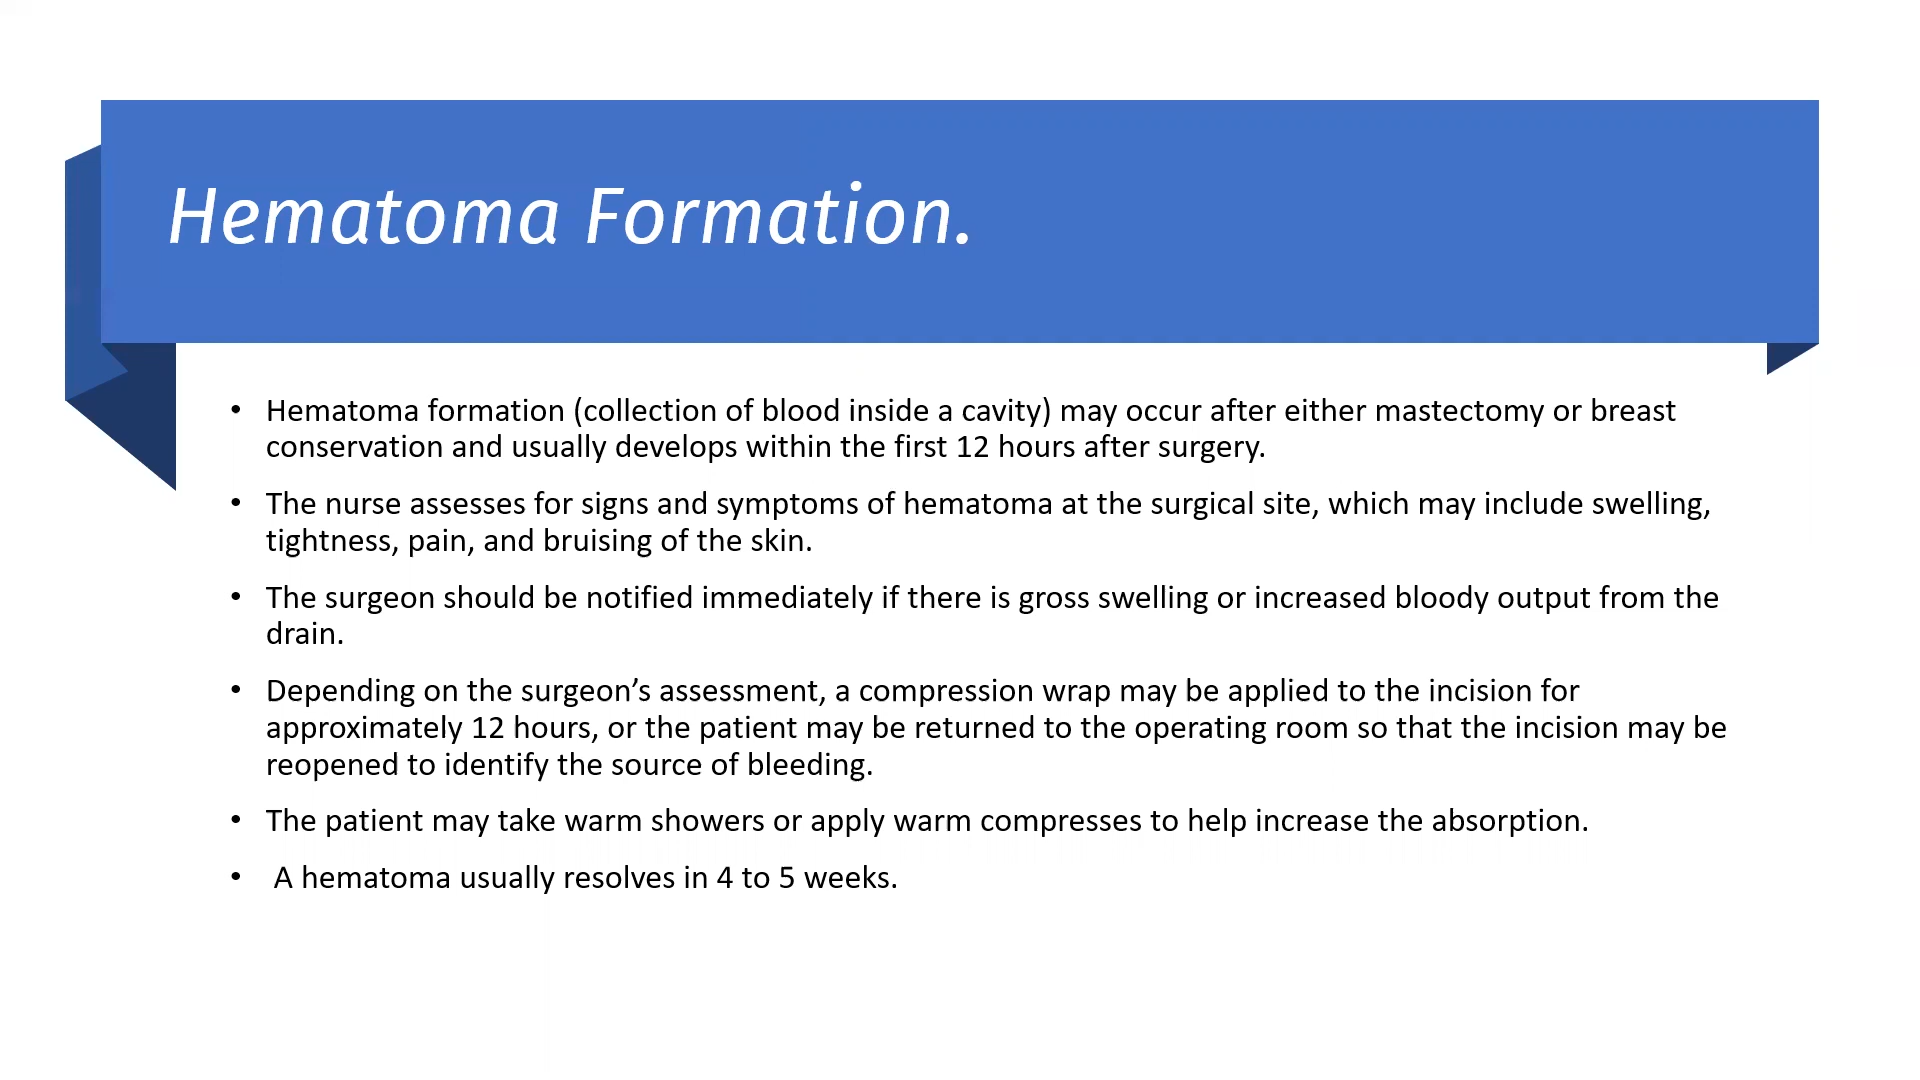 Hematoma Formation.
• Hematoma formation (collection of blood inside a cavity) may occur after either mastectomy or breast
conservation and usually develops within the first 12 hours after surgery.
• The nurse assesses for signs and symptoms of hematoma at the surgical site, which may include swelling,
tightness, pain, and bruising of the skin.
• The surgeon should be notified immediately if there is gross swelling or increased bloody output from the
drain.
• Depending on the surgeon’s assessment, a compression wrap may be applied to the incision for
approximately 12 hours, or the patient may be returned to the operating room so that the incision may be
reopened to identify the source of bleeding.
• The patient may take warm showers or apply warm compresses to help increase the absorption.
• A hematoma usually resolves in 4 to 5 weeks.